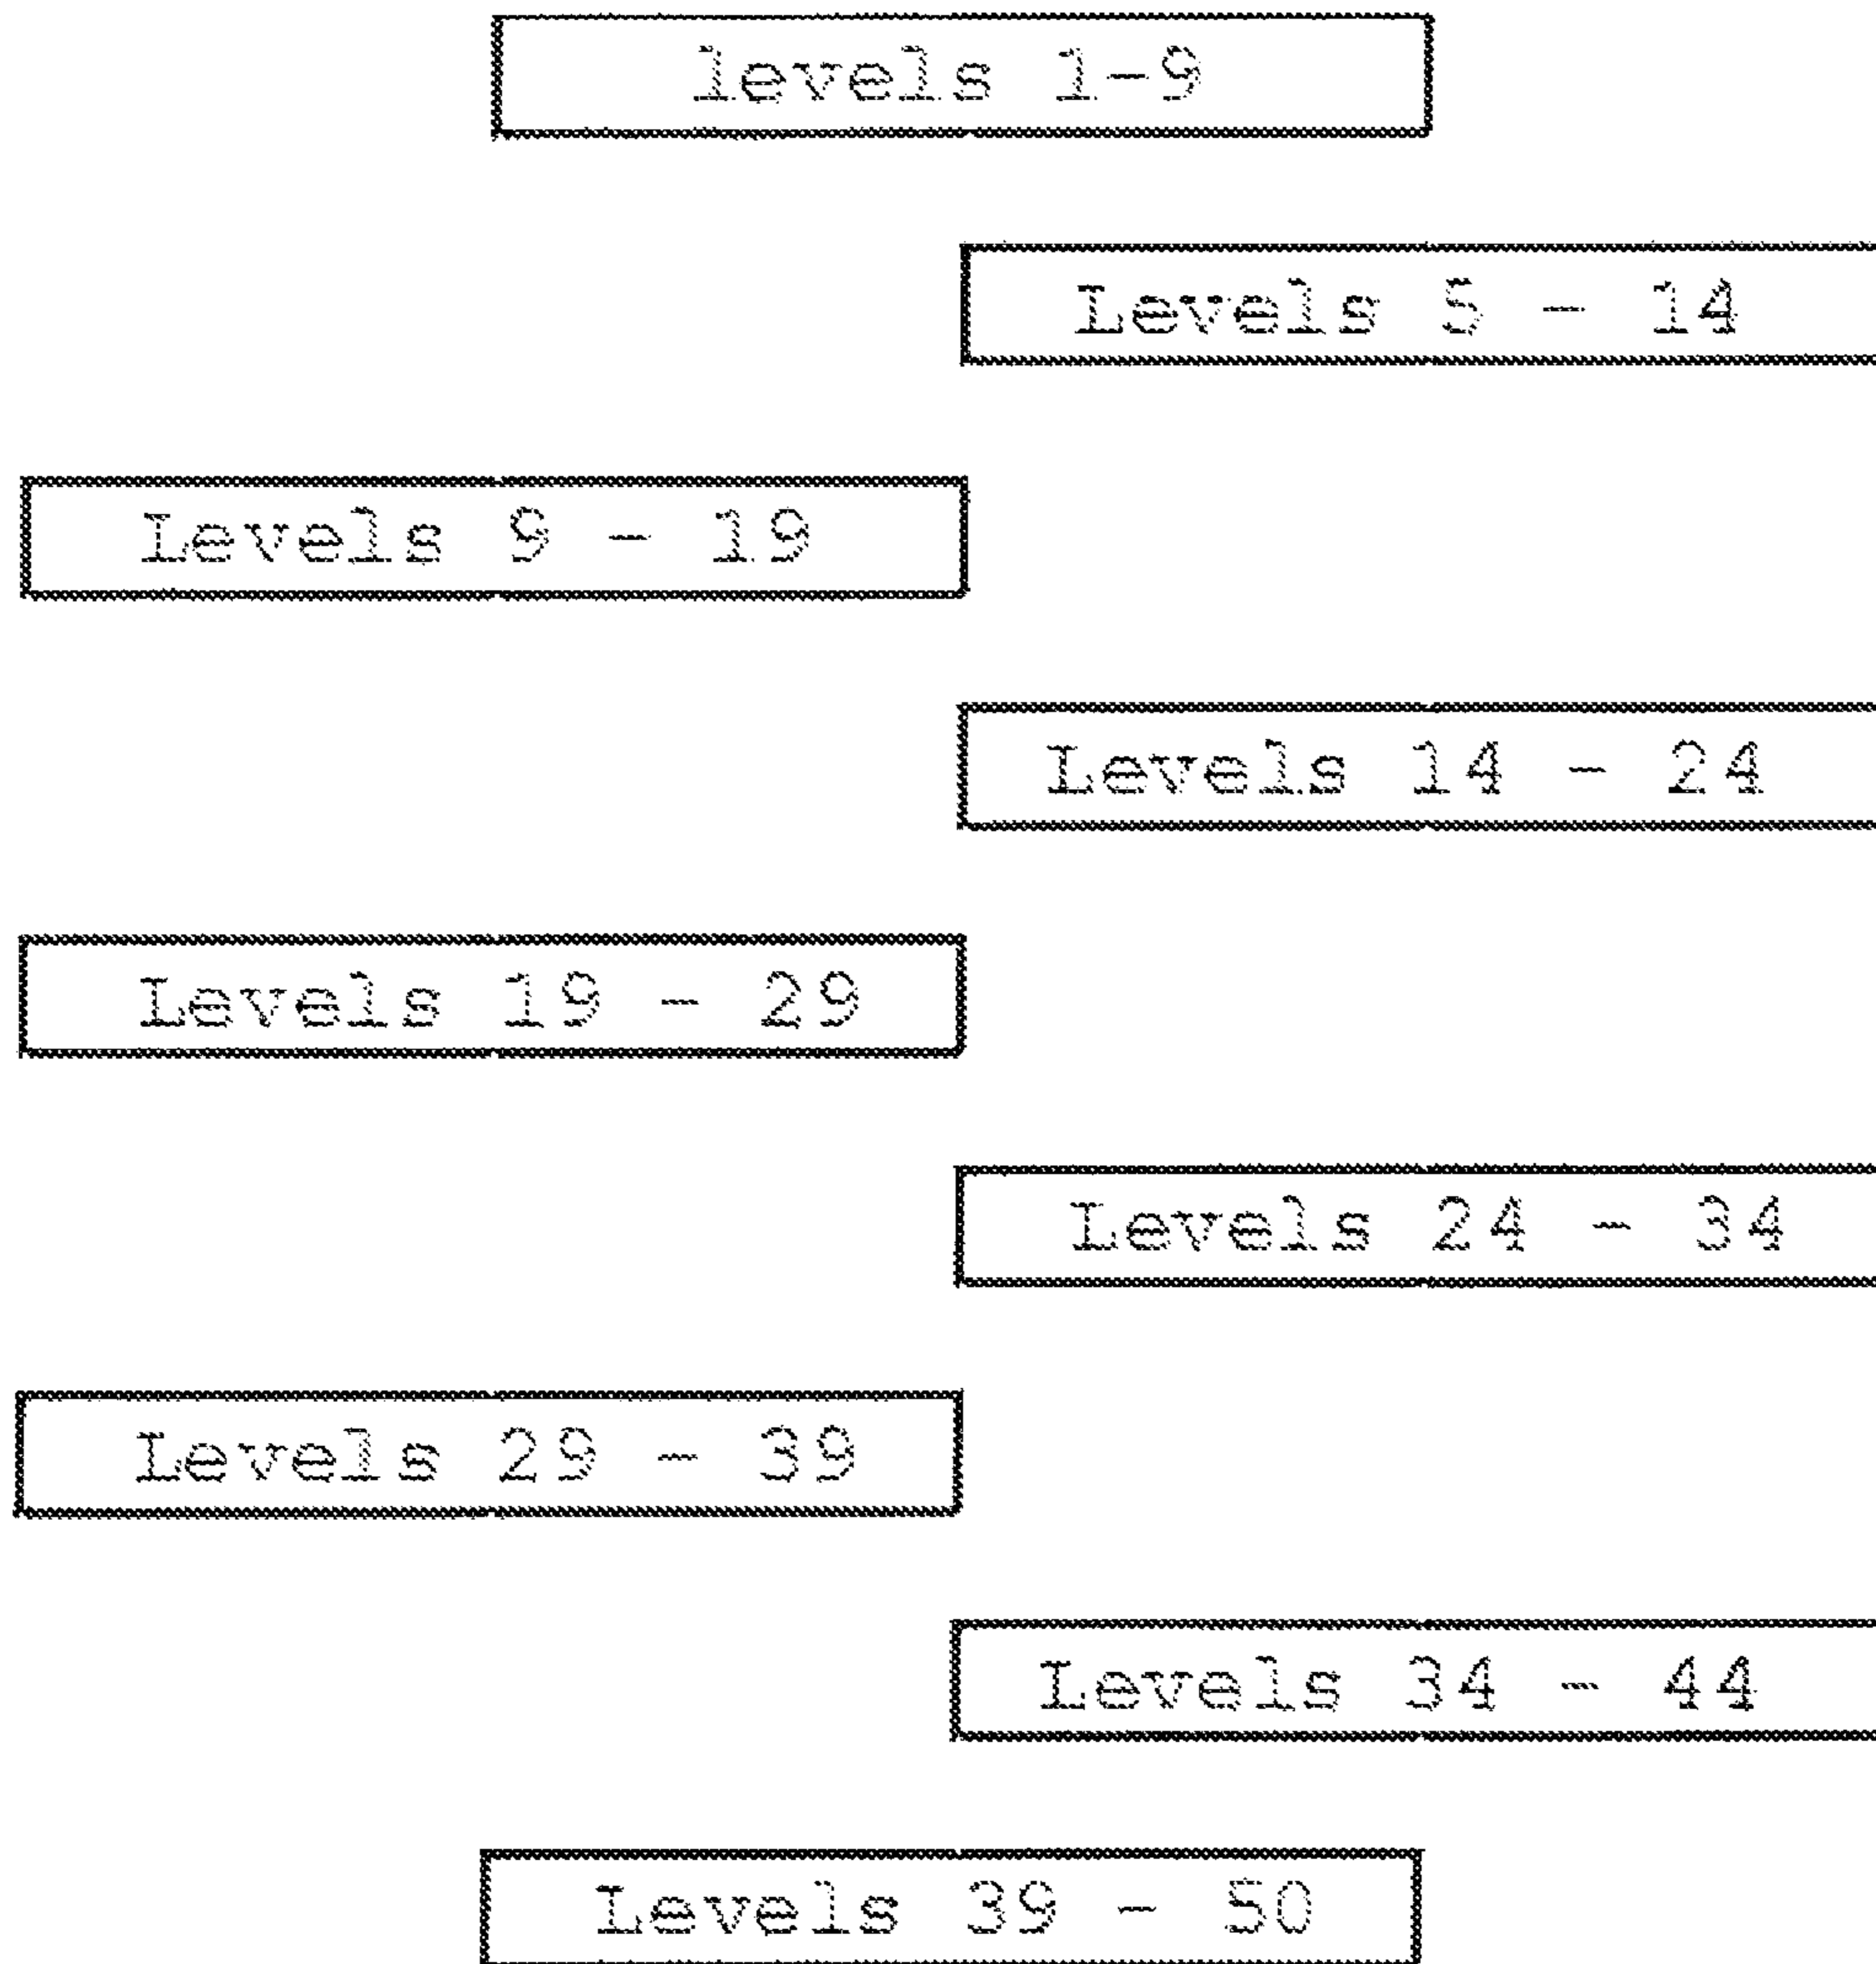 levels 1-9
Levels 5 - 14
Levels 9 - 19
Levels 14 - 24
Levels 19 - 29
Levels 24 - 34
Levels 29 - 39
Levels 34 - 44
Levels 39 - 50